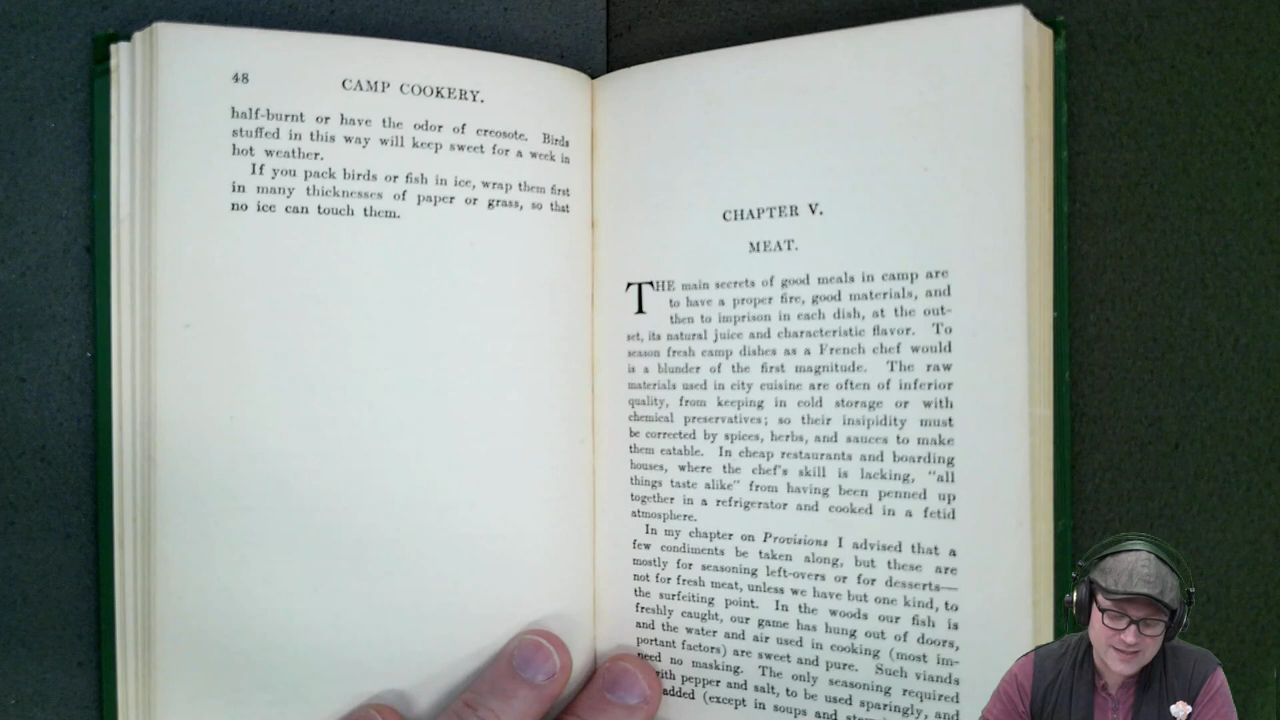 48
CAMP COOKERY.
half-burnt or have the odor of creosote. Birds
stuffed in this way will keep sweet for a week in
hot weather.
If you pack birds or fish in ice, wrap them first
in many thicknesses of paper or grass, so that
no ice can touch them.
CHAPTER V.
MEAT.
THE main secrets of good meals in camp are
to have a proper fire, good materials, and
then to imprison in each dish, at the out-
set, its natural juice and characteristic flavor. To
season fresh camp dishes as a French chef would
is a blunder of the first magnitude. The raw
materials used in city cuisine are often of inferior
quality, from keeping in cold storage or with
chemical preservatives; so their insipidity must
be corrected by spices, herbs, and sauces to make
them eatable. In cheap restaurants and boarding
houses, where the chef's skill is lacking, "all
things taste alike" from having been penned up
together in a refrigerator and cooked in a fetid
atmosphere.
In my chapter on Provisions I advised that a
few condiments be taken along, but these are
mostly for seasoning left-overs or for desserts—
not for fresh meat, unless we have but one kind, to
the surfeiting point. In the woods our fish is
freshly caught, our game has hung out of doors,
and the water and air used in cooking (most im-
portant factors) are sweet and pure. Such viands
need no masking. The only seasoning required
with pepper and salt, to be used sparingly, and
added (except in soups and